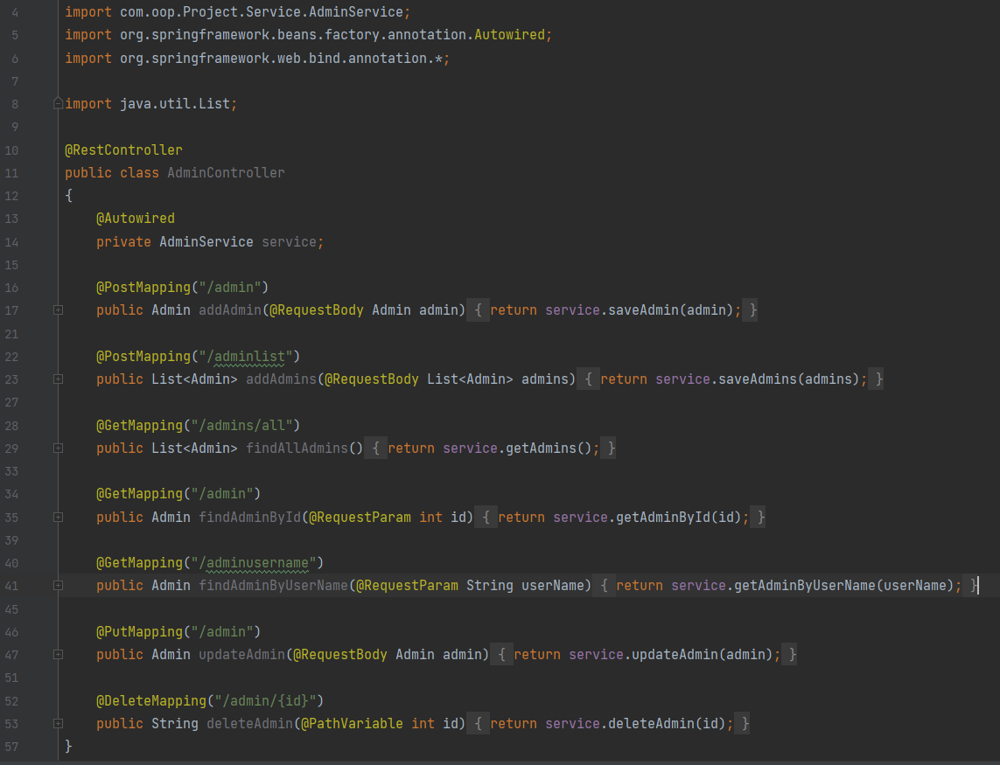 4 import com.oop.Project.Service.AdminService;
5 import org.springframework.beans.factory.annotation.Autowired;
6 import org.springframework.web.bind.annotation.*;
7
8 import java.util.List;
9
10 @RestController
11 public class AdminController
12 {
13 @Autowired
14 private AdminService service;
15
16 @PostMapping("/admin")
17 public Admin addAdmin(@RequestBody Admin admin) { return service.saveAdmin(admin); }
21
22 @PostMapping("/adminlist")
23 public List<Admin> addAdmins(@RequestBody List<Admin> admins) { return service.saveAdmins(admins); }
27
28 @GetMapping("/admins/all")
29 public List<Admin> findAllAdmins() { return service.getAdmins(); }
33
34 @GetMapping("/admin")
35 public Admin findAdminById(@RequestParam int id) { return service.getAdminById(id); }
39
40 @GetMapping("/adminusername")
41 public Admin findAdminByUserName(@RequestParam String userName) { return service.getAdminByUserName(userName); }
45
46 @PutMapping("/admin")
47 public Admin updateAdmin(@RequestBody Admin admin) { return service.updateAdmin(admin); }
51
52 @DeleteMapping("/admin/{id}")
53 public String deleteAdmin(@PathVariable int id) { return service.deleteAdmin(id); }
57 }